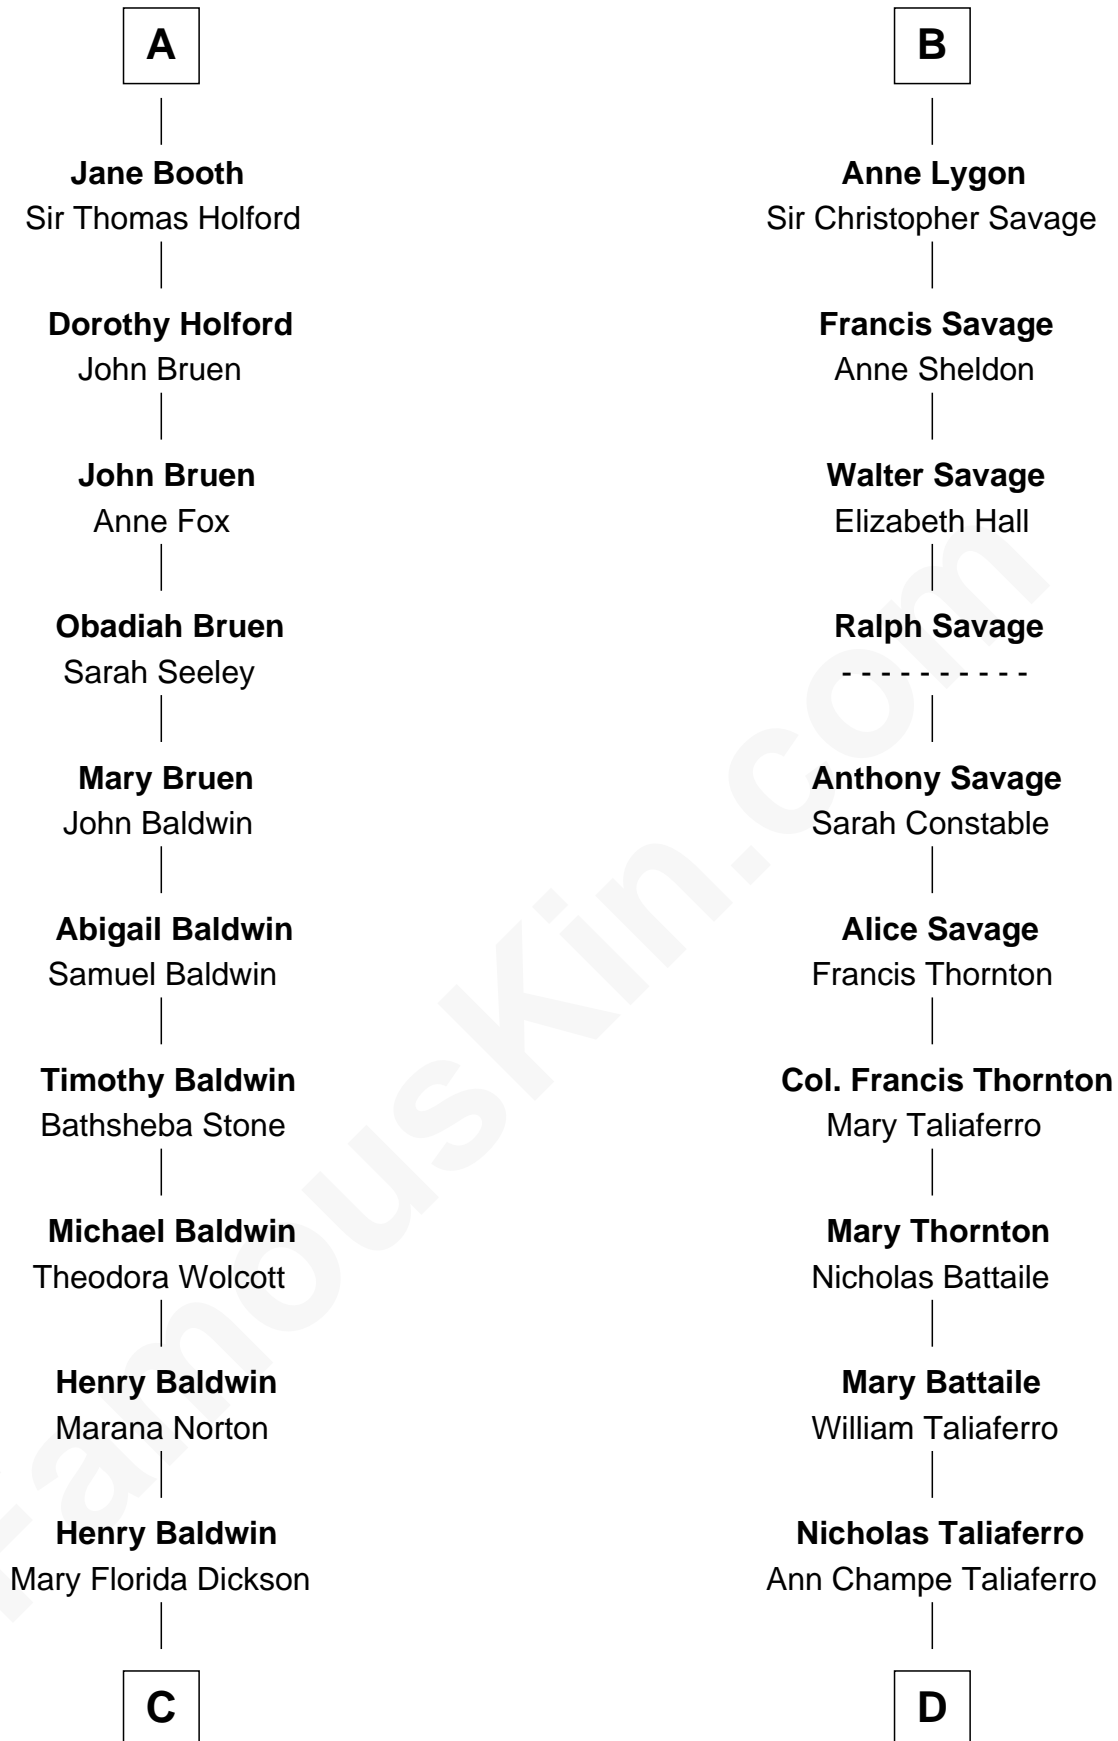 A
Jane Booth
Sir Thomas Holford
Dorothy Holford
John Bruen
John Bruen
Anne Fox
Obadiah Bruen
Sarah Seeley
Mary Bruen
John Baldwin
Abigail Baldwin
Samuel Baldwin
Timothy Baldwin
Bathsheba Stone
Michael Baldwin
Theodora Wolcott
Henry Baldwin
Marana Norton
Henry Baldwin
Mary Florida Dickson
C
B
Anne Lygon
Sir Christopher Savage
Francis Savage
Anne Sheldon
Walter Savage
Elizabeth Hall
Ralph Savage
- - - - - - - - - -
Anthony Savage
Sarah Constable
Alice Savage
Francis Thornton
Col. Francis Thornton
Mary Taliaferro
Mary Thornton
Nicholas Battaile
Mary Battaile
William Taliaferro
Nicholas Taliaferro
Ann Champe Taliaferro
D
FamousKin.com